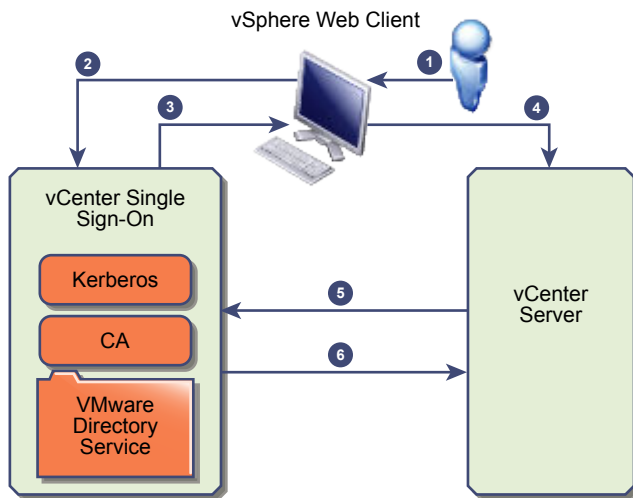 vSphere Web Client
1
2
3
4
vCenter Single
Sign-On
Kerberos
CA
VMware
Directory
Service
5
6
vCenter
Server